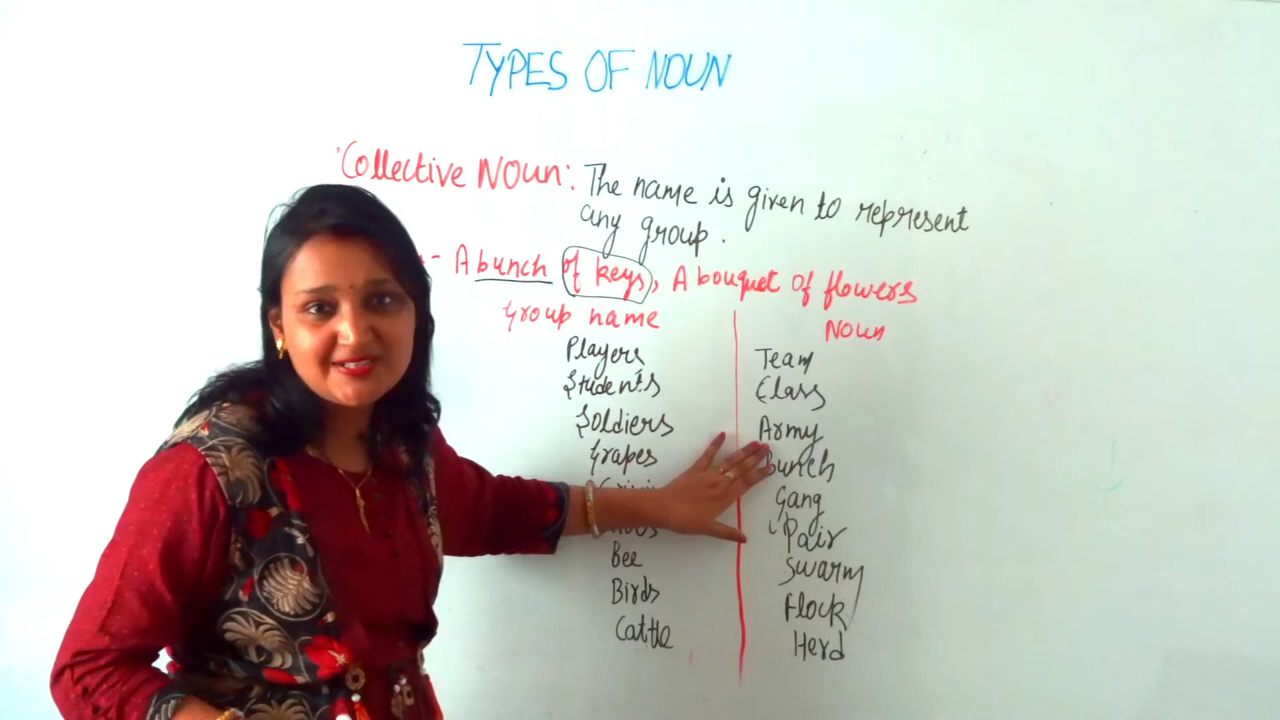 TYPES OF NOUN
Collective Noun: The name is given to represent
any group.
- A bunch of keys, A bouquet of flowers
Group name Noun
Players Team
Students Class
Soldiers Army
Grapes Bunch
Gang
Pair
Bee Swarm
Birds Flock
Cattle Herd